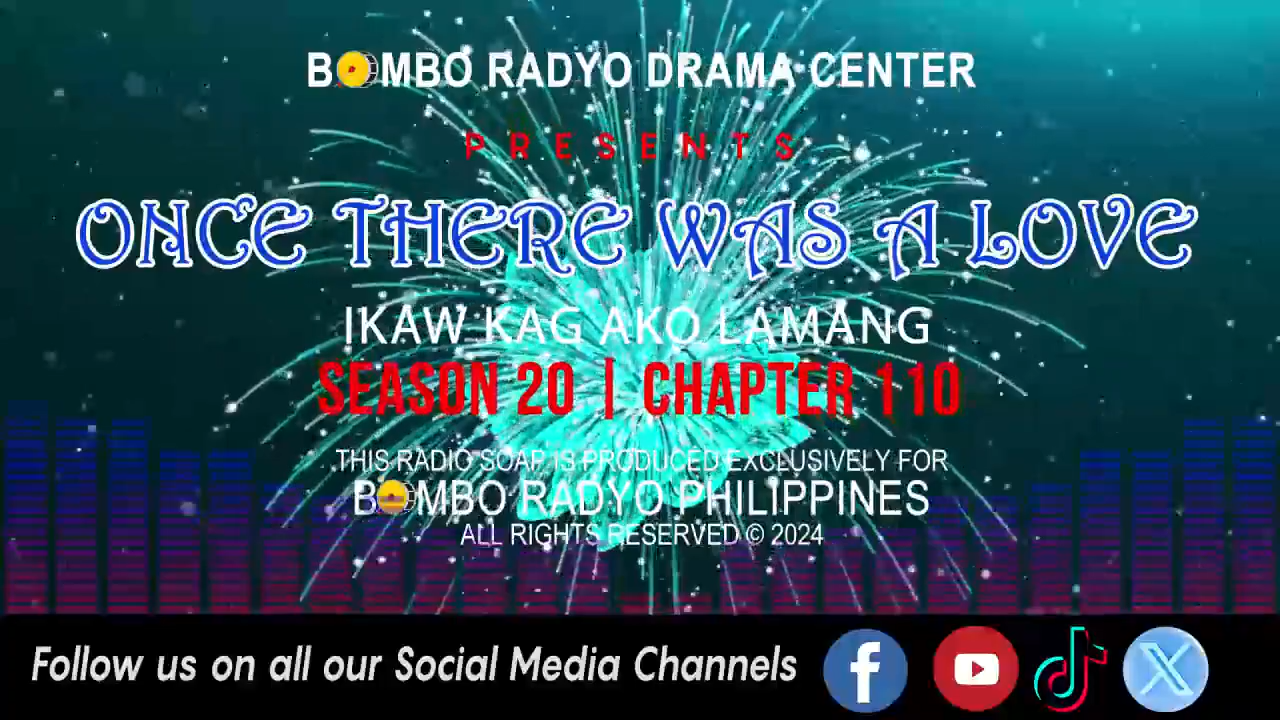 BOMBO RADYO DRAMA CENTER
PRESENTS
ONCE THERE WAS A LOVE
IKAW KAG AKO LAMANG
SEASON 20 | CHAPTER 110
THIS RADIO SOAP IS PRODUCED EXCLUSIVELY FOR
BOMBO RADYO PHILIPPINES
ALL RIGHTS RESERVED © 2024
Follow us on all our Social Media Channels